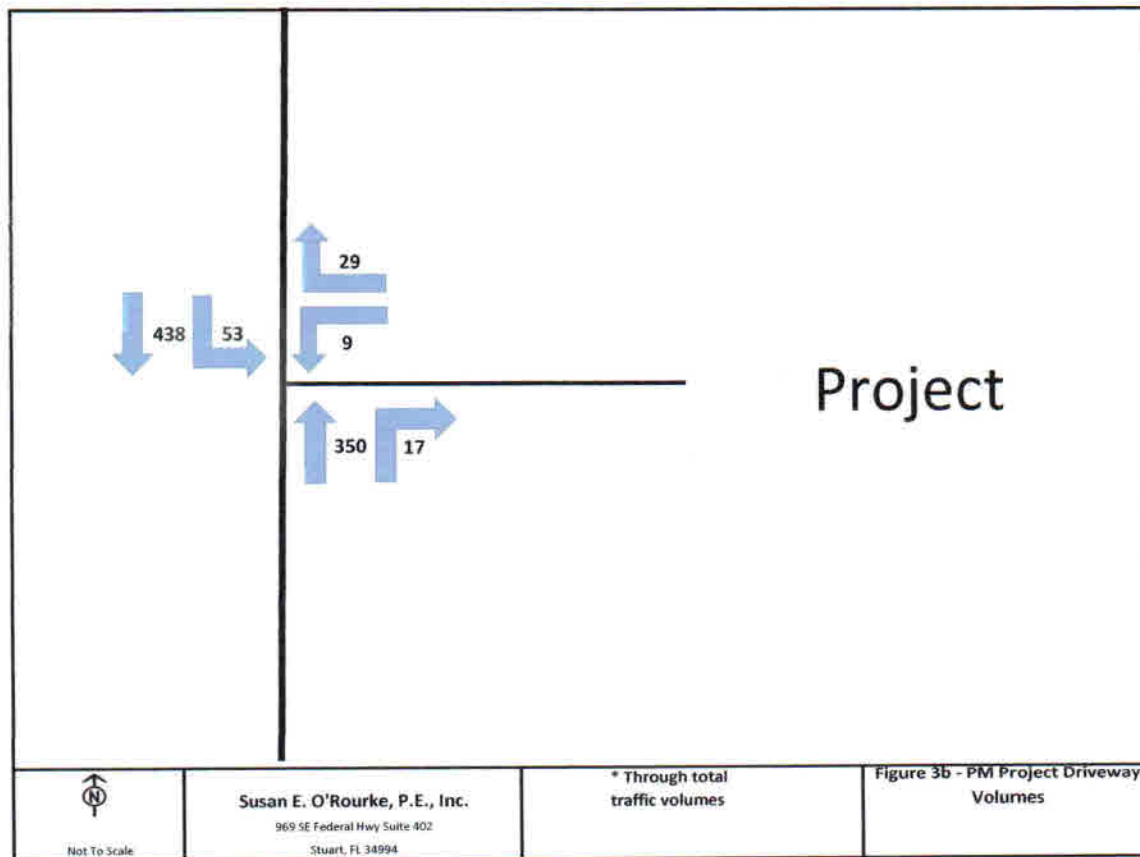 29
438 53
9
Project
350 17
N
Not To Scale
Susan E. O'Rourke, P.E., Inc.
969 SE Federal Hwy Suite 402
Stuart, FL 34994
* Through total
traffic volumes
Figure 3b - PM Project Driveway
Volumes